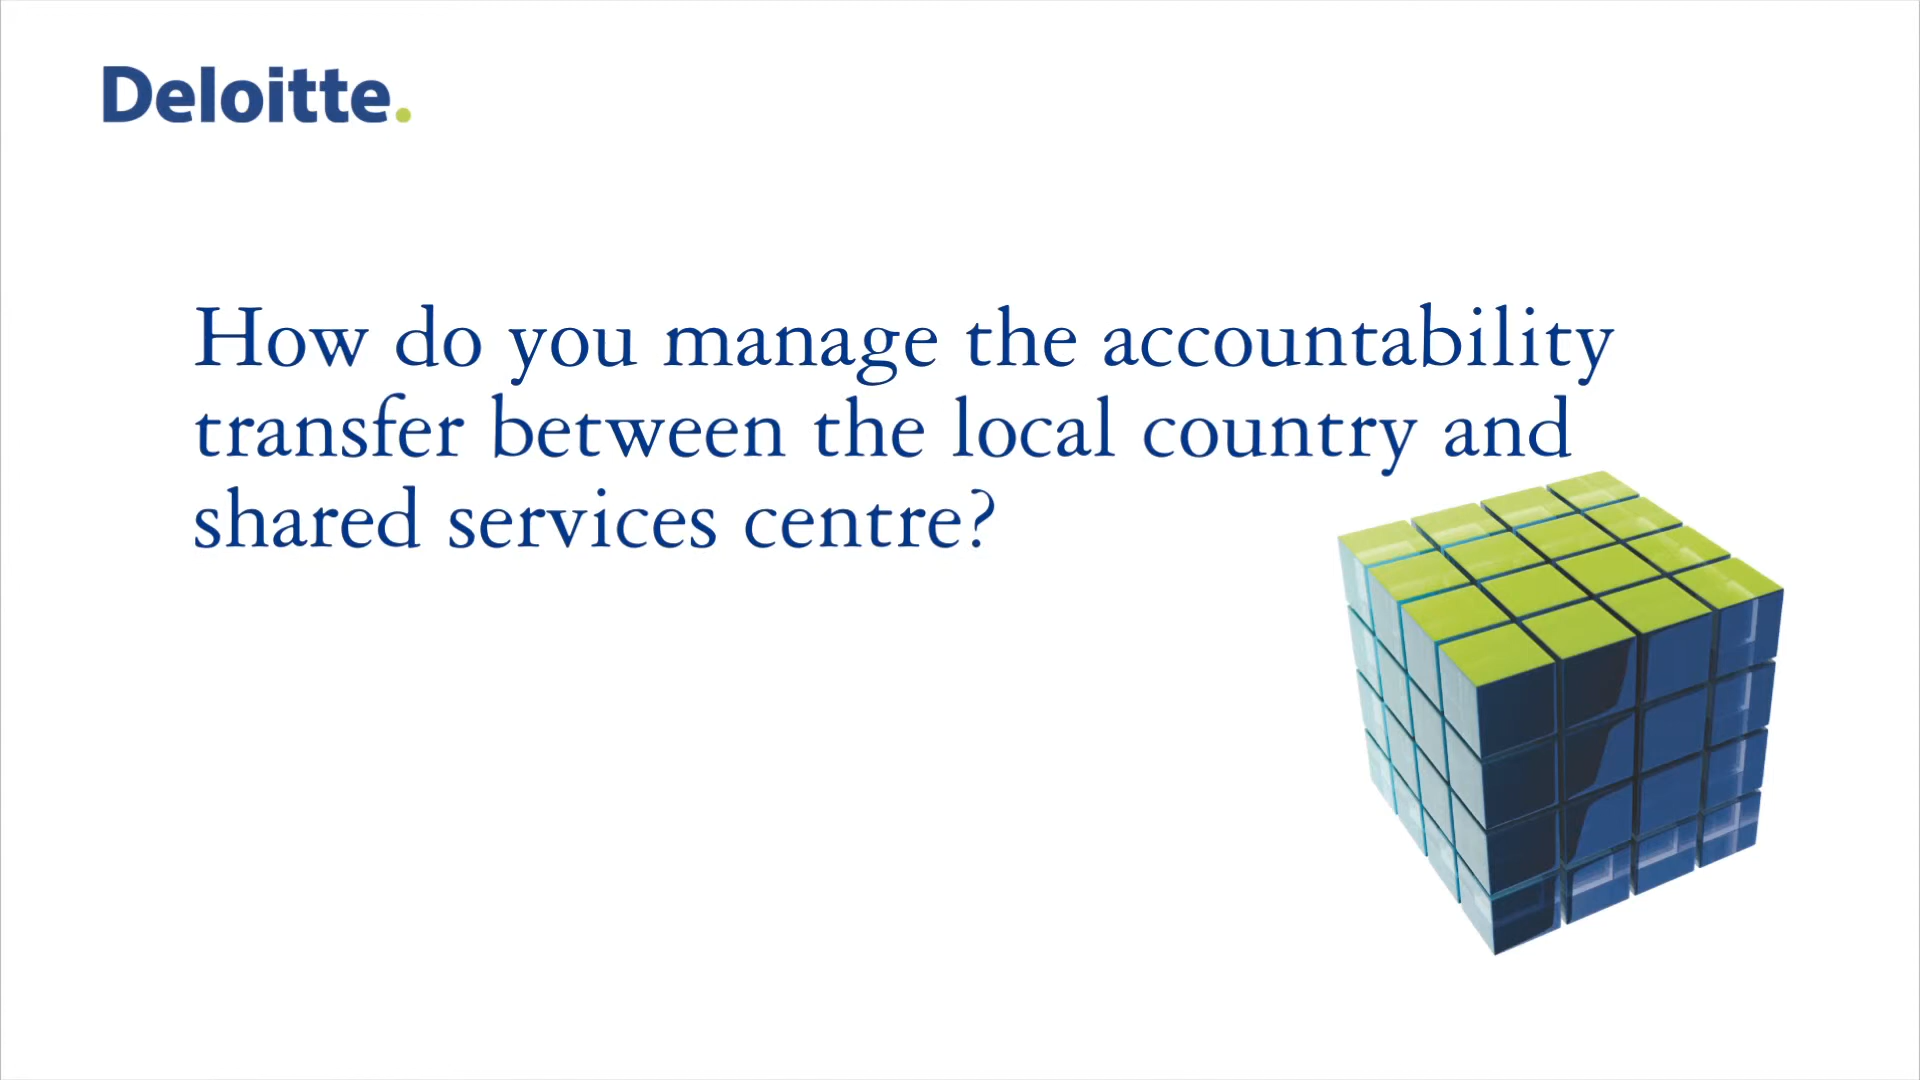 Deloitte.
How do you manage the accountability
transfer between the local country and
shared services centre?